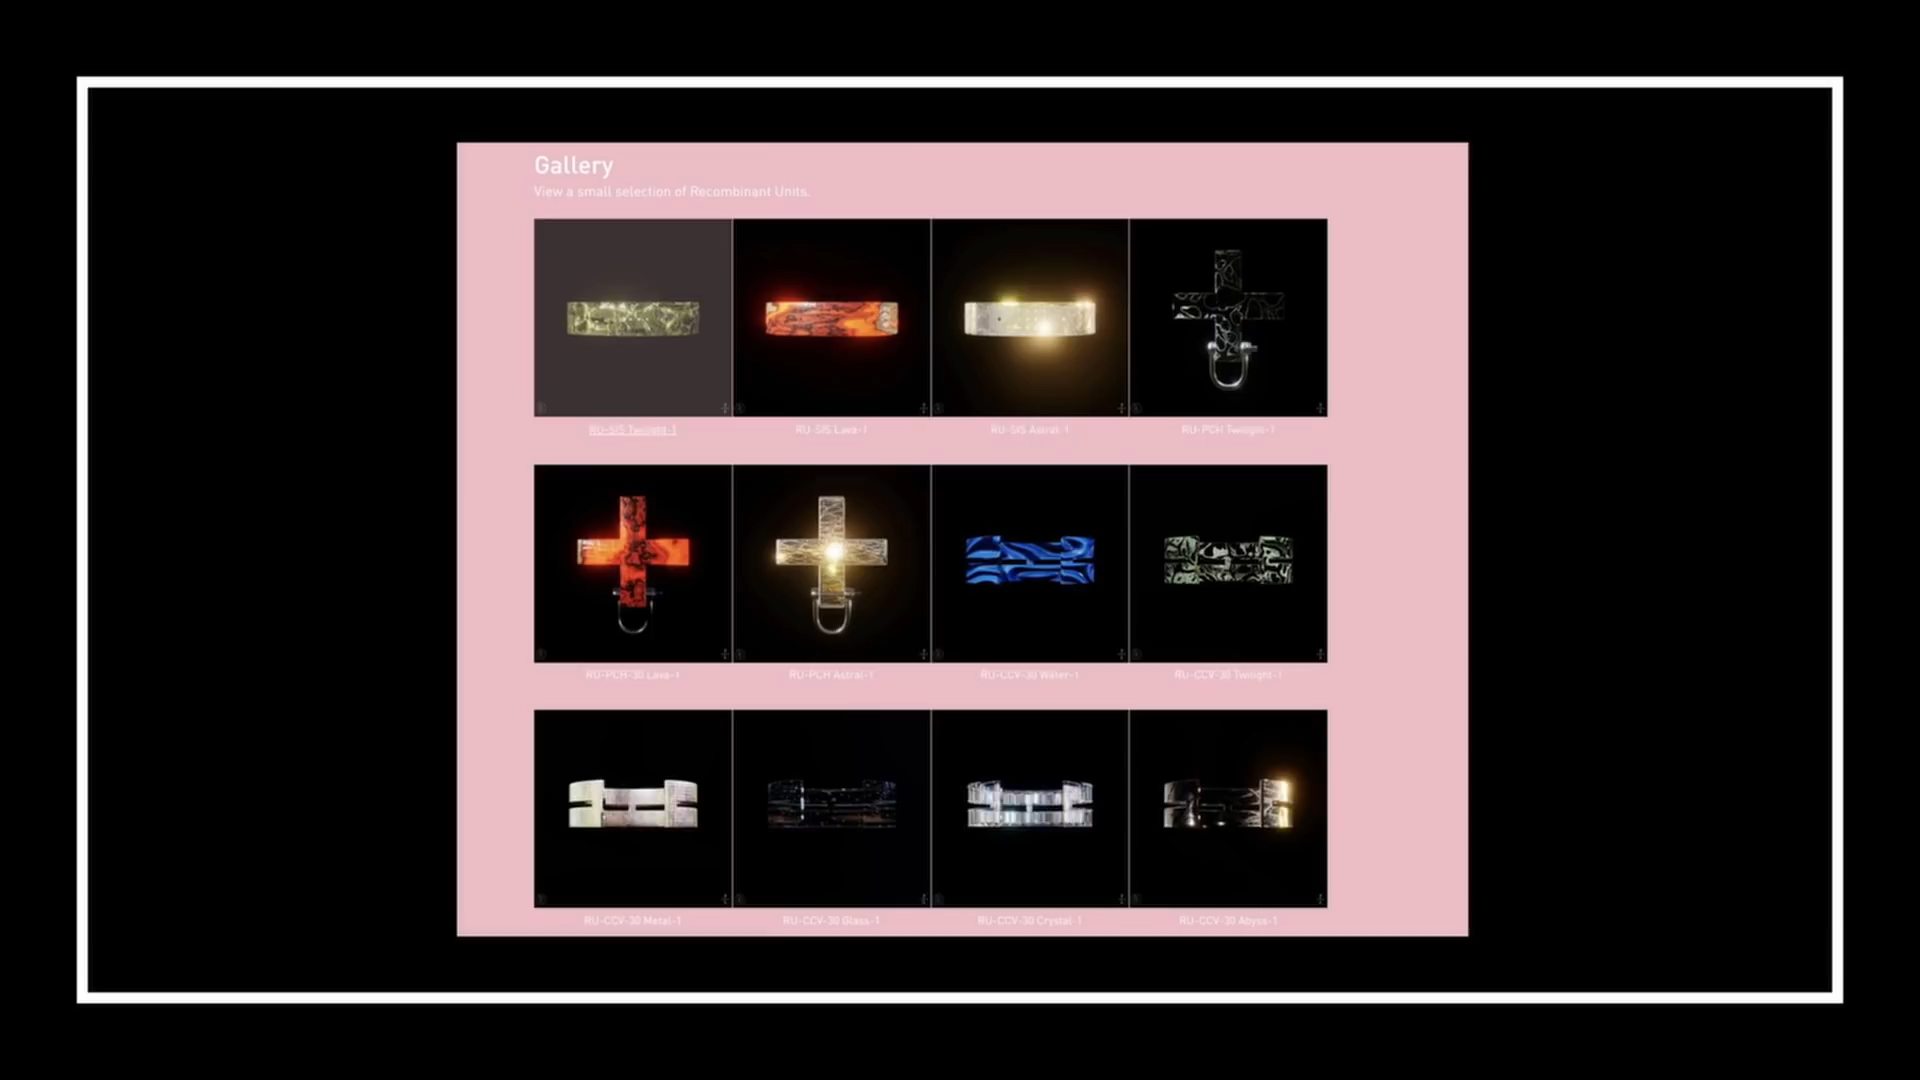 Gallery
View a small selection of Recombinant Units.
RU-SIS Twilight-1
RU-SIS Lava-1
RU-SIS Astral-1
RU-PCH Twilight-1
RU-PCH-30 Lava-1
RU-PCH Astral-1
RU-CCV-30 Water-1
RU-CCV-30 Twilight-1
RU-CCV-30 Metal-1
RU-CCV-30 Glass-1
RU-CCV-30 Crystal-1
RU-CCV-30 Abyss-1